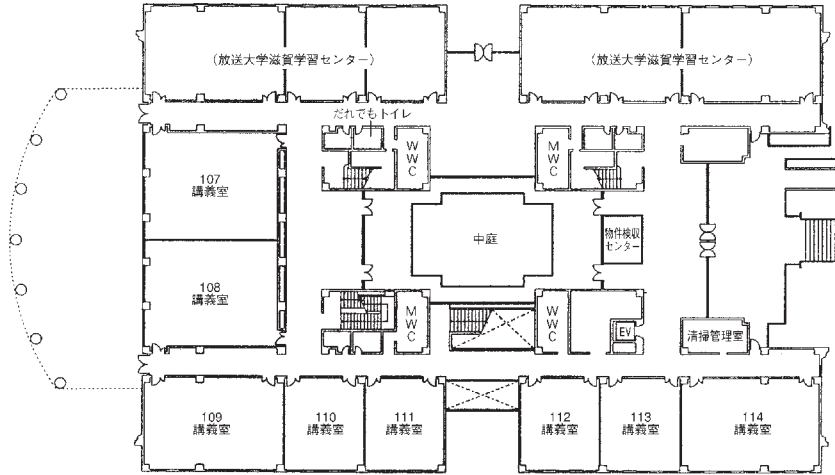 (放送大学滋賀学習センター)
(放送大学滋賀学習センター)
だれでもトイレ
WWC
MWC
107
講義室
中庭
物件検収
センター
108
講義室
MWC
WWC
EV
清掃管理室
109
講義室
110
講義室
111
講義室
112
講義室
113
講義室
114
講義室